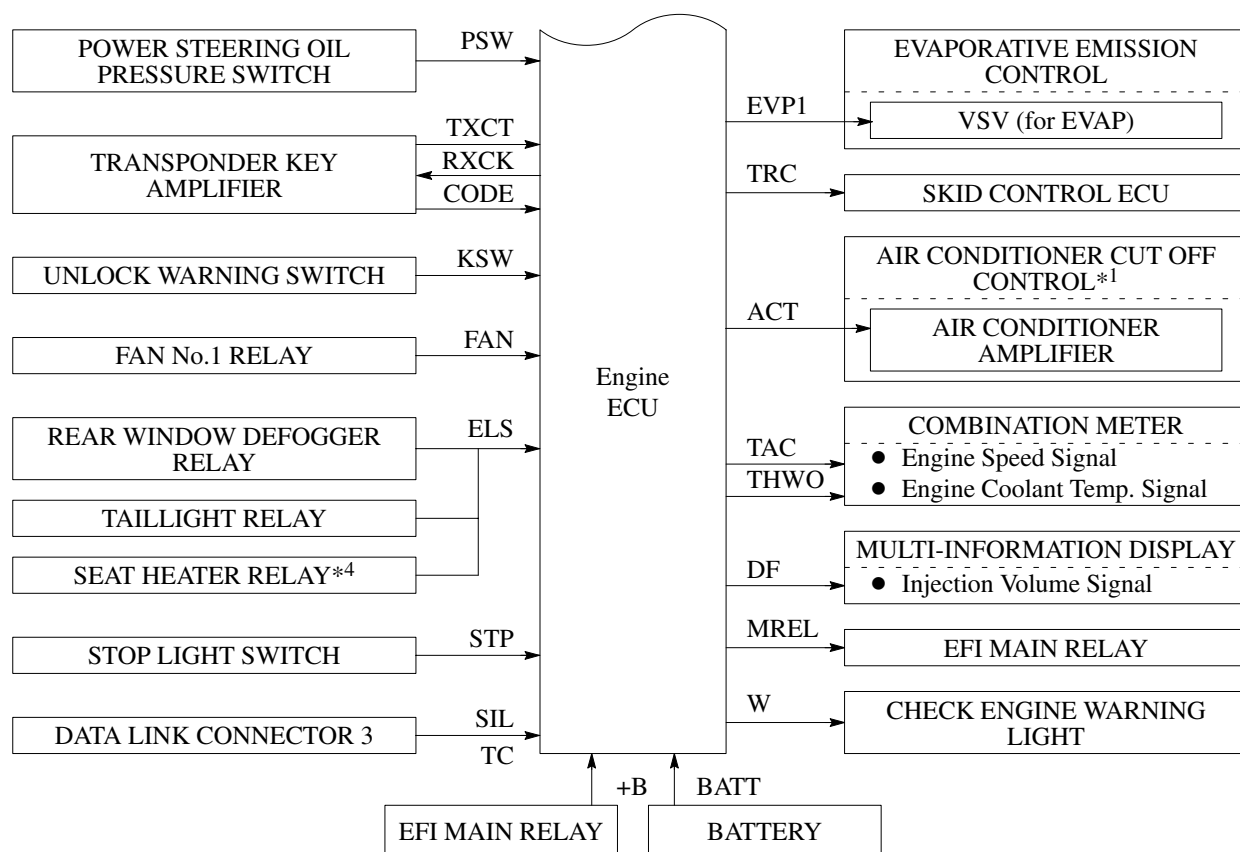 POWER STEERING OIL
PRESSURE SWITCH
PSW
TRANSPONDER KEY
AMPLIFIER
TXCT
RXCK
CODE
UNLOCK WARNING SWITCH
KSW
FAN No.1 RELAY
FAN
REAR WINDOW DEFOGGER
RELAY
ELS
TAILLIGHT RELAY
SEAT HEATER RELAY*4
STOP LIGHT SWITCH
STP
DATA LINK CONNECTOR 3
SIL
TC
Engine
ECU
+B
BATT
EFI MAIN RELAY
BATTERY
EVP1
EVAPORATIVE EMISSION
CONTROL
VSV (for EVAP)
TRC
SKID CONTROL ECU
ACT
AIR CONDITIONER CUT OFF
CONTROL*1
AIR CONDITIONER
AMPLIFIER
TAC
THWO
COMBINATION METER
● Engine Speed Signal
● Engine Coolant Temp. Signal
DF
MULTI-INFORMATION DISPLAY
● Injection Volume Signal
MREL
EFI MAIN RELAY
W
CHECK ENGINE WARNING
LIGHT